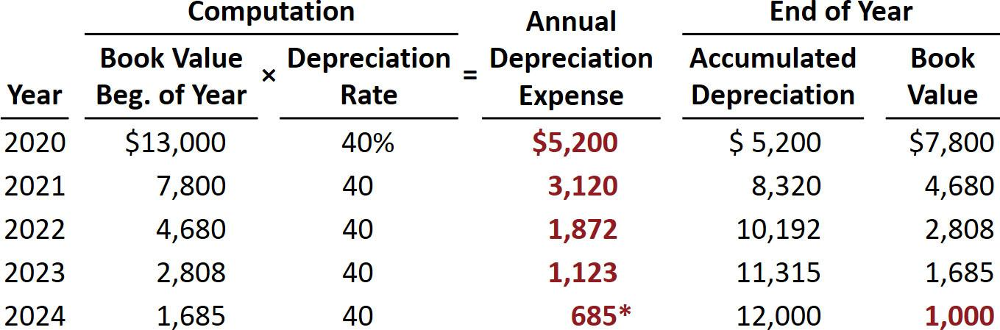 Computation Annual End of Year
Book Value × Depreciation = Depreciation Accumulated Book
Year Beg. of Year Rate Expense Depreciation Value
2020 $13,000 40% $5,200 $ 5,200 $7,800
2021 7,800 40 3,120 8,320 4,680
2022 4,680 40 1,872 10,192 2,808
2023 2,808 40 1,123 11,315 1,685
2024 1,685 40 685* 12,000 1,000